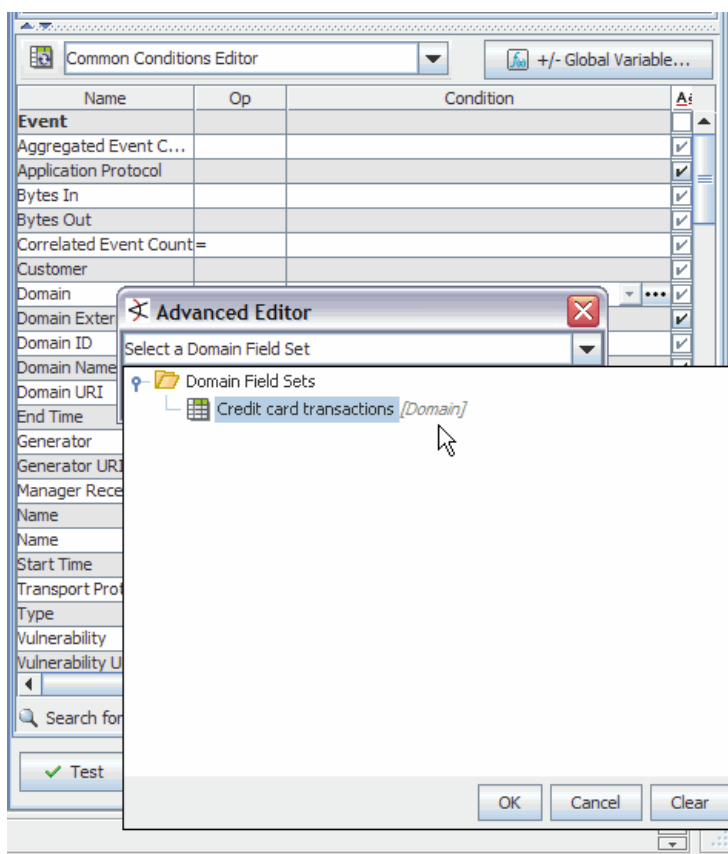 Common Conditions Editor
+/- Global Variable...
Name Op Condition
Event
Aggregated Event C...
Application Protocol
Bytes In
Bytes Out
Correlated Event Count =
Customer
Domain
Domain Exter
Domain ID
Domain Name
Domain URI
End Time
Generator
Generator URI
Manager Rece
Name
Name
Start Time
Transport Prot
Type
Vulnerability
Vulnerability U
Search for
Test
Advanced Editor
Select a Domain Field Set
Domain Field Sets
Credit card transactions [Domain]
OK Cancel Clear